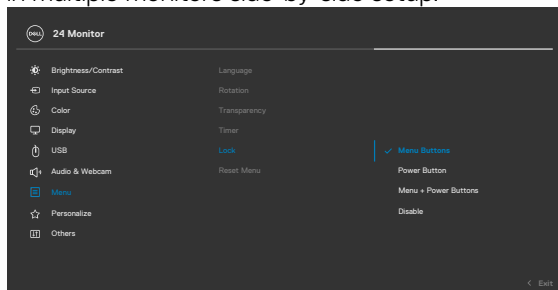 in multiple monitors side-by-side setup.
DELL 24 Monitor
Brightness/Contrast Language
Input Source Rotation
Color Transparency
Display Timer
USB Lock Menu Buttons
Audio & Webcam Reset Menu Power Button
Menu Menu + Power Buttons
Personalize Disable
Others
Exit